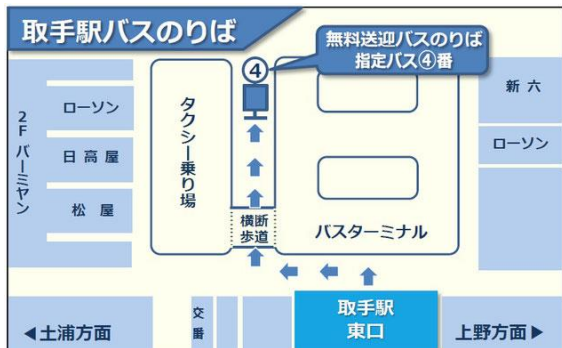 取手駅バスのりば
④
無料送迎バスのりば
指定バス④番
2Fバーミヤン
ローソン
日高屋
松屋
タクシー乗り場
横断
歩道
バスターミナル
新六
ローソン
◀土浦方面
交番
取手駅
東口
上野方面▶